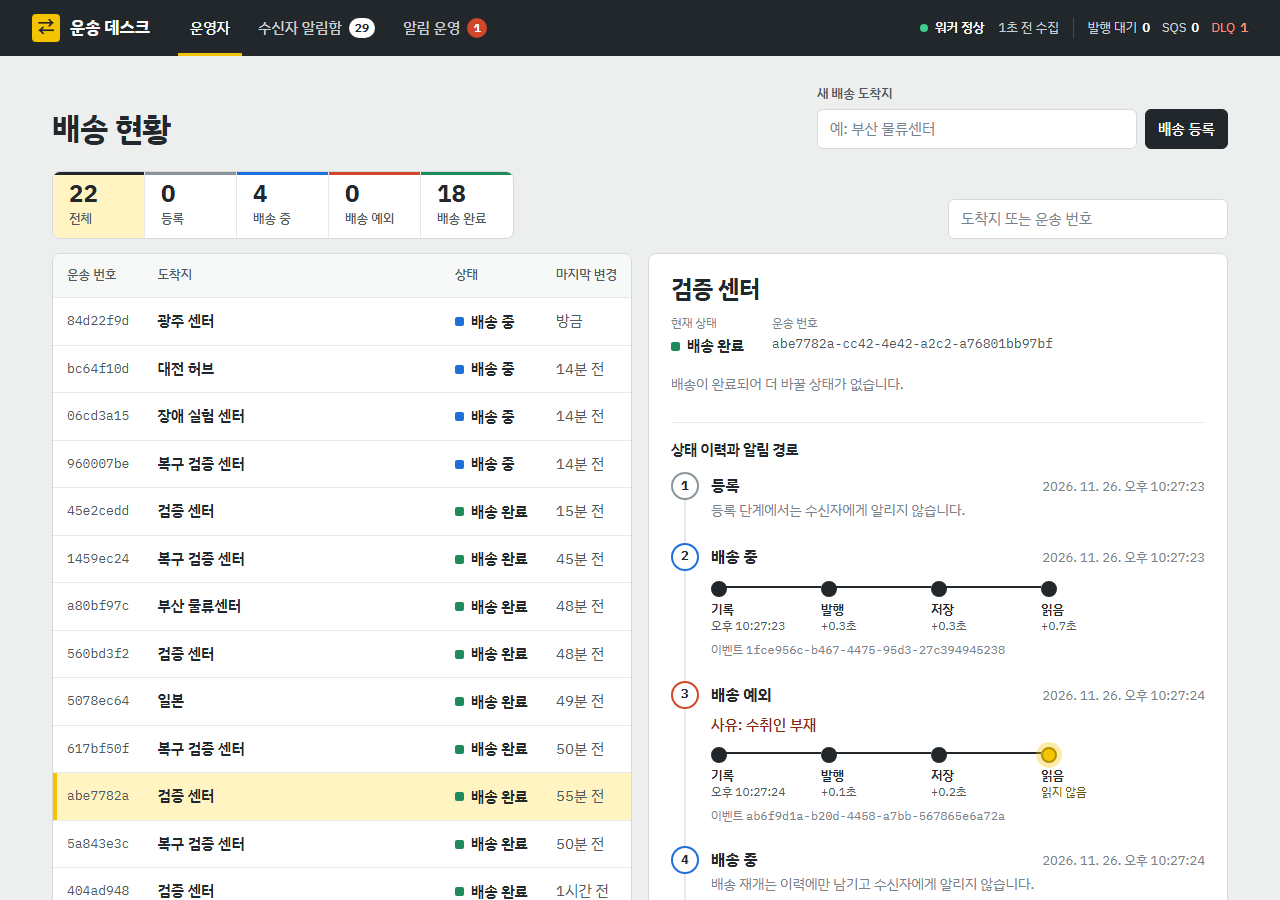 운송 데스크
운영자
수신자 알림함 29
알림 운영 1
워커 정상 1초 전 수집
발행 대기 0 SQS 0 DLQ 1
배송 현황
새 배송 도착지
예: 부산 물류센터
배송 등록
22 전체
0 등록
4 배송 중
0 배송 예외
18 배송 완료
도착지 또는 운송 번호
운송 번호 도착지 상태 마지막 변경
84d22f9d 광주 센터 배송 중 방금
bc64f10d 대전 허브 배송 중 14분 전
06cd3a15 장애 실험 센터 배송 중 14분 전
960007be 복구 검증 센터 배송 중 14분 전
45e2cedd 검증 센터 배송 완료 15분 전
1459ec24 복구 검증 센터 배송 완료 45분 전
a80bf97c 부산 물류센터 배송 완료 48분 전
560bd3f2 검증 센터 배송 완료 48분 전
5078ec64 일본 배송 완료 49분 전
617bf50f 복구 검증 센터 배송 완료 50분 전
abe7782a 검증 센터 배송 완료 55분 전
5a843e3c 복구 검증 센터 배송 완료 50분 전
404ad948 검증 센터 배송 완료 1시간 전
검증 센터
현재 상태 운송 번호
배송 완료 abe7782a-cc42-4e42-a2c2-a76801bb97bf
배송이 완료되어 더 바꿀 상태가 없습니다.
상태 이력과 알림 경로
1 등록 2026. 11. 26. 오후 10:27:23
등록 단계에서는 수신자에게 알리지 않습니다.
2 배송 중 2026. 11. 26. 오후 10:27:23
기록 발행 저장 읽음
오후 10:27:23 +0.3초 +0.3초 +0.7초
이벤트 1fce956c-b467-4475-95d3-27c394945238
3 배송 예외 2026. 11. 26. 오후 10:27:24
사유: 수취인 부재
기록 발행 저장 읽음
오후 10:27:24 +0.1초 +0.2초 읽지 않음
이벤트 ab6f9d1a-b20d-4458-a7bb-567865e6a72a
4 배송 중 2026. 11. 26. 오후 10:27:24
배송 재개는 이력에만 남기고 수신자에게 알리지 않습니다.